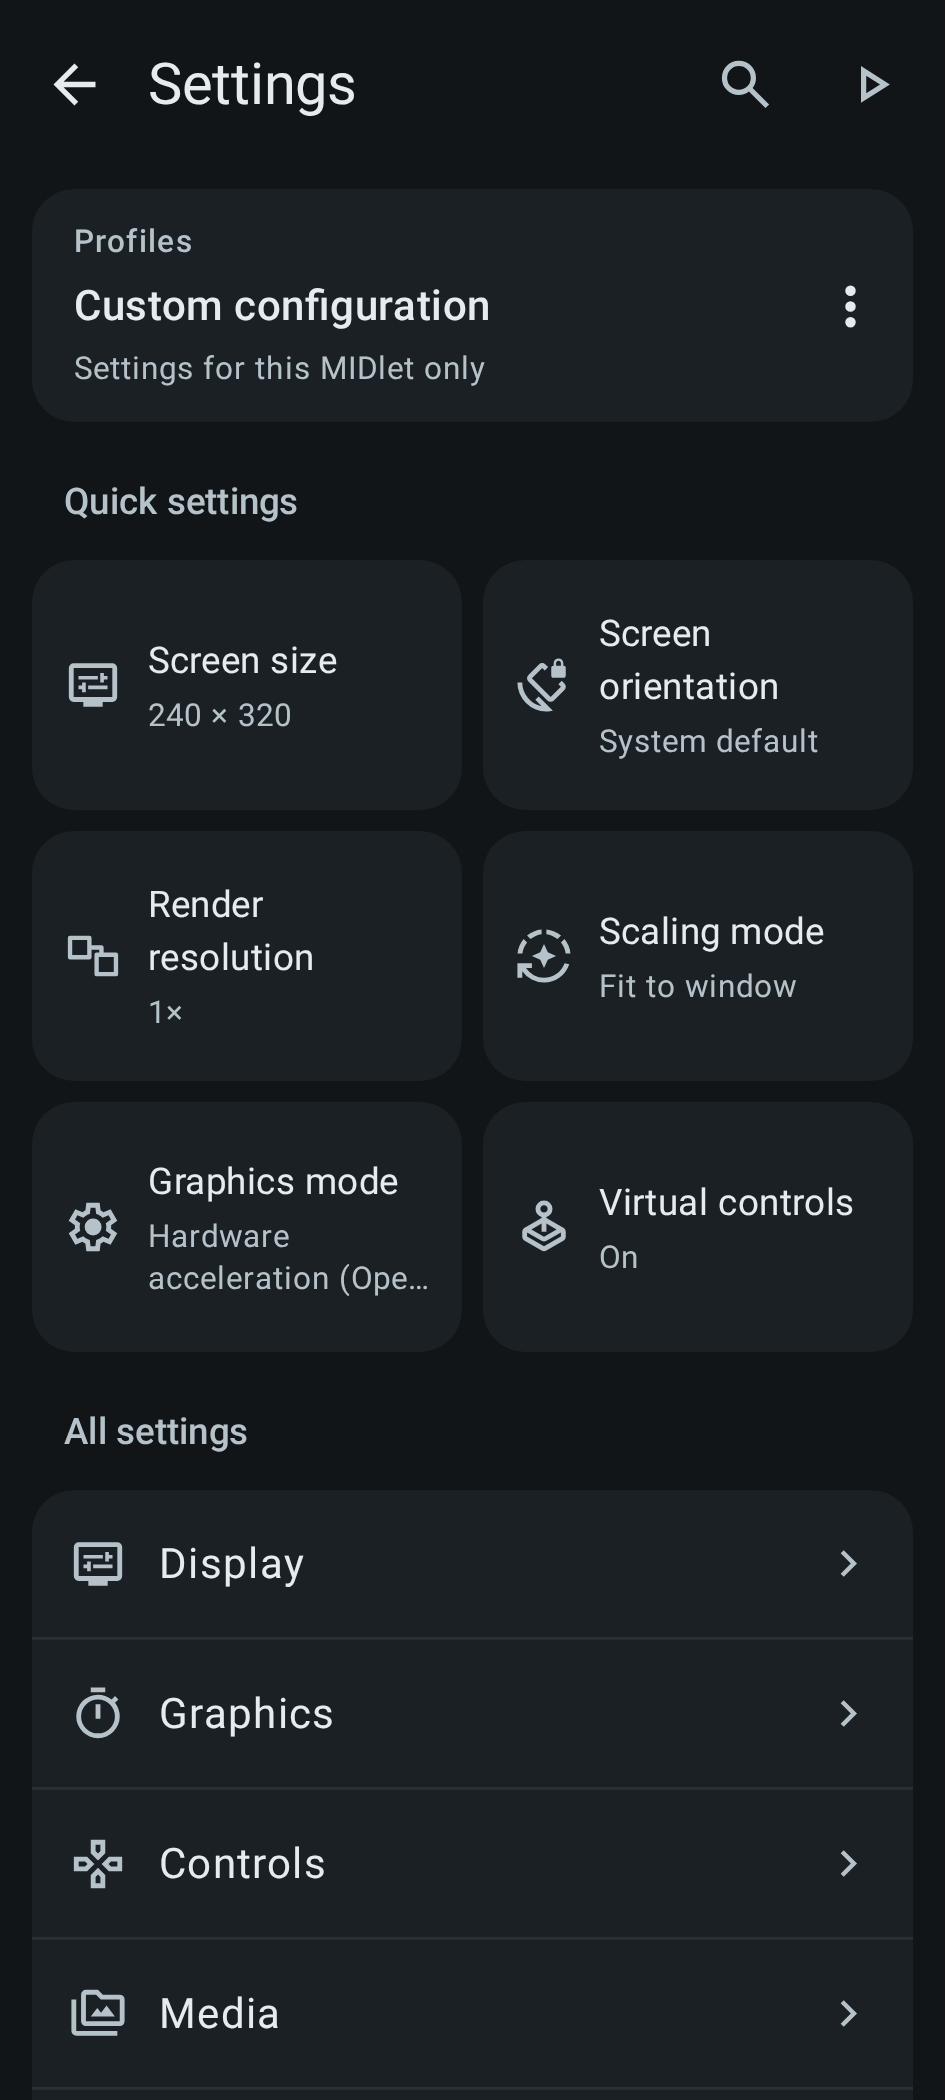 Settings
Profiles
Custom configuration
Settings for this MIDlet only
Quick settings
Screen size
240 × 320
Screen
orientation
System default
Render
resolution
1×
Scaling mode
Fit to window
Graphics mode
Hardware
acceleration (Ope…
Virtual controls
On
All settings
Display
Graphics
Controls
Media